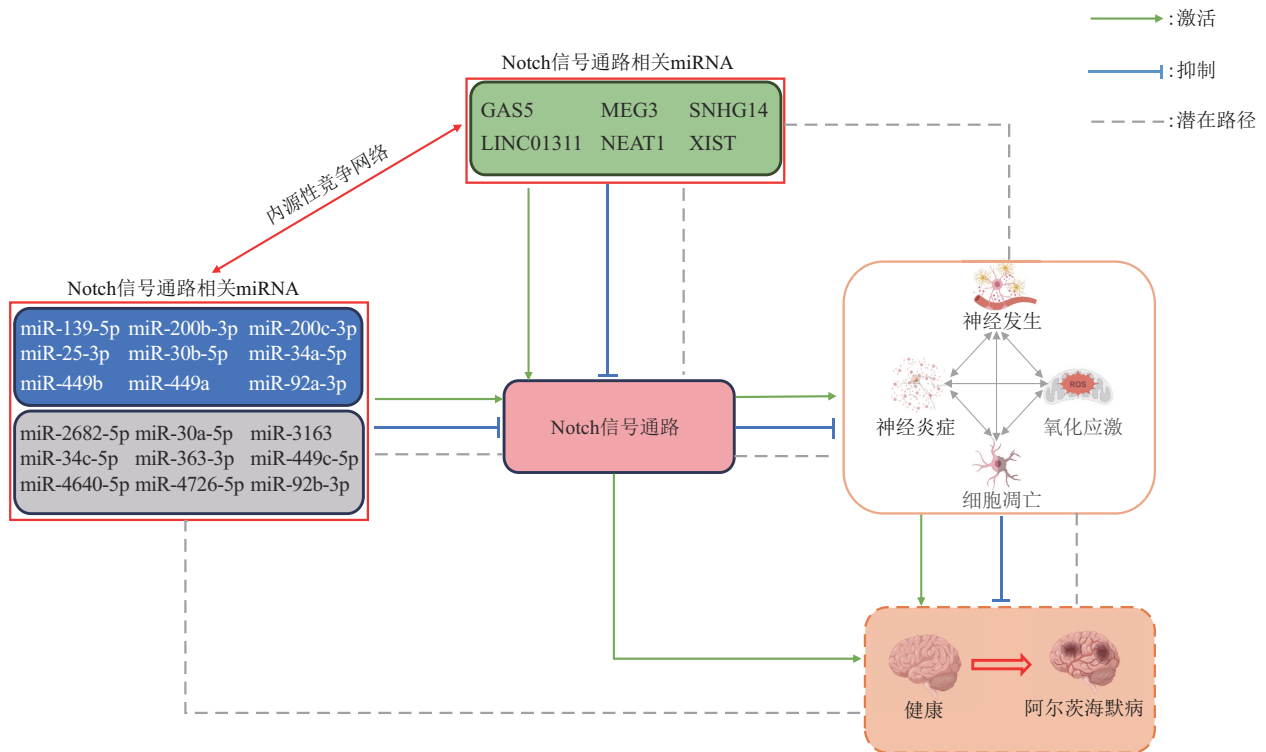 :激活
:抑制
:潜在路径
Notch信号通路相关miRNA
GAS5 MEG3 SNHG14
LINC01311 NEAT1 XIST
内源性竞争网络
Notch信号通路相关miRNA
miR-139-5p miR-200b-3p miR-200c-3p
miR-25-3p miR-30b-5p miR-34a-5p
miR-449b miR-449a miR-92a-3p
miR-2682-5p miR-30a-5p miR-3163
miR-34c-5p miR-363-3p miR-449c-5p
miR-4640-5p miR-4726-5p miR-92b-3p
Notch信号通路
神经发生
ROS
神经炎症 氧化应激
细胞凋亡
健康 阿尔茨海默病